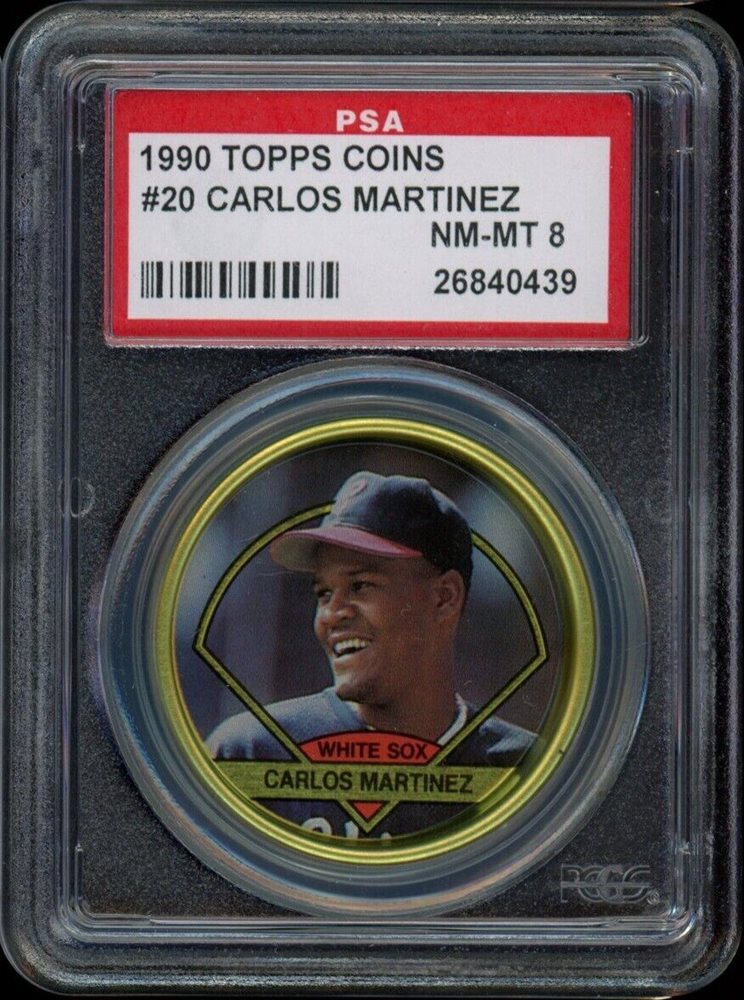 PSA
1990 TOPPS COINS
#20 CARLOS MARTINEZ
NM-MT 8
26840439
WHITE SOX
CARLOS MARTINEZ
PCGS®